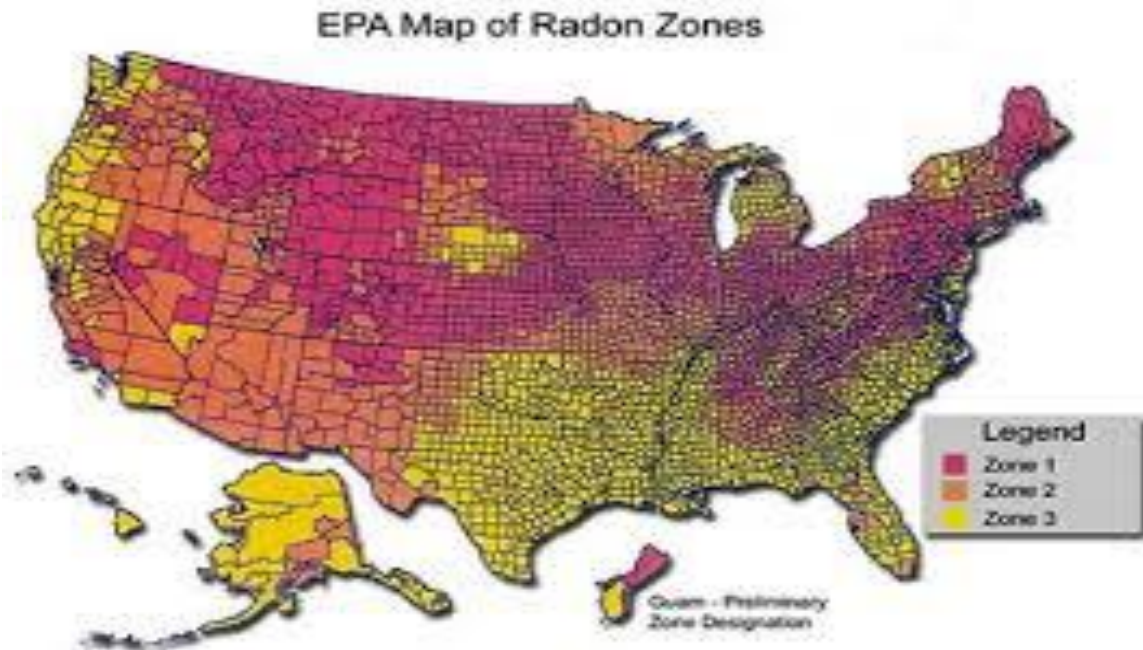 EPA Map of Radon Zones
Legend
Zone 1
Zone 2
Zone 3
Guam - Preliminary
Zone Designation